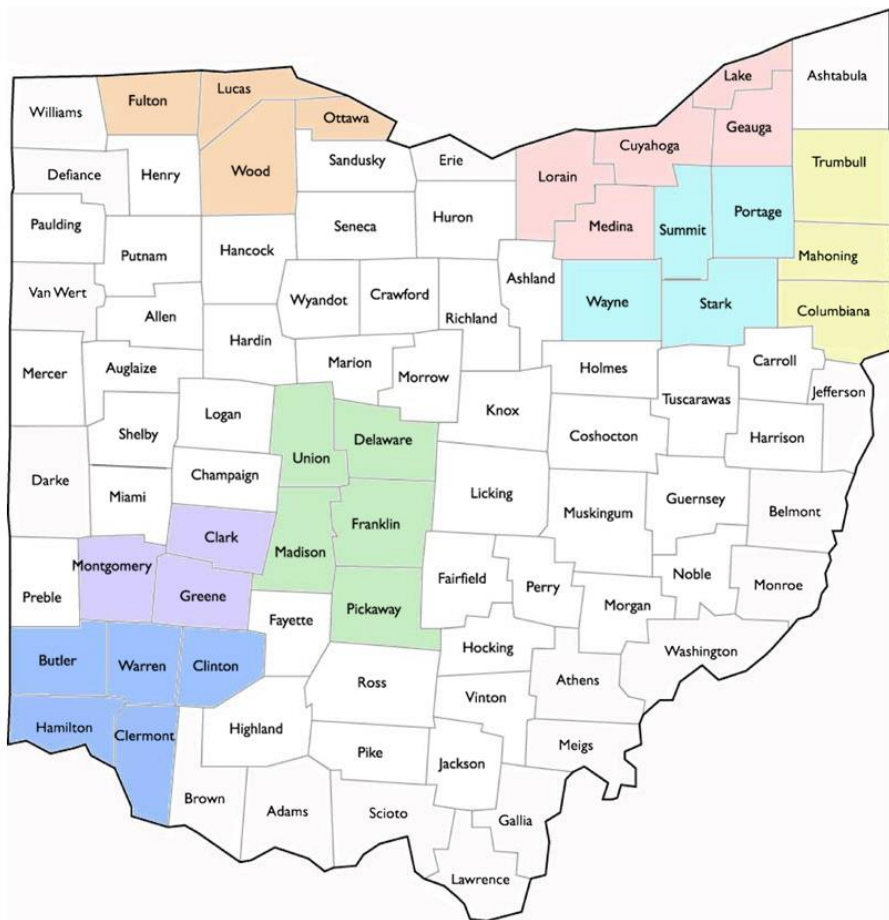 Lake
Ashtabula
Lucas
Fulton
Williams
Ottawa
Geauga
Cuyahoga
Sandusky
Erie
Trumbull
Wood
Henry
Defiance
Lorain
Portage
Huron
Paulding
Seneca
Medina
Summit
Hancock
Putnam
Mahoning
Ashland
Van Wert
Wyandot
Crawford
Wayne
Stark
Columbiana
Allen
Richland
Hardin
Marion
Carroll
Auglaize
Holmes
Mercer
Morrow
Jefferson
Tuscarawas
Knox
Logan
Shelby
Delaware
Coshocton
Harrison
Union
Champaign
Darke
Licking
Miami
Guernsey
Belmont
Muskingum
Franklin
Clark
Madison
Montgomery
Fairfield
Noble
Monroe
Perry
Preble
Greene
Morgan
Pickaway
Fayette
Hocking
Washington
Butler
Warren
Clinton
Athens
Ross
Vinton
Hamilton
Highland
Clermont
Meigs
Pike
Jackson
Brown
Adams
Scioto
Gallia
Lawrence